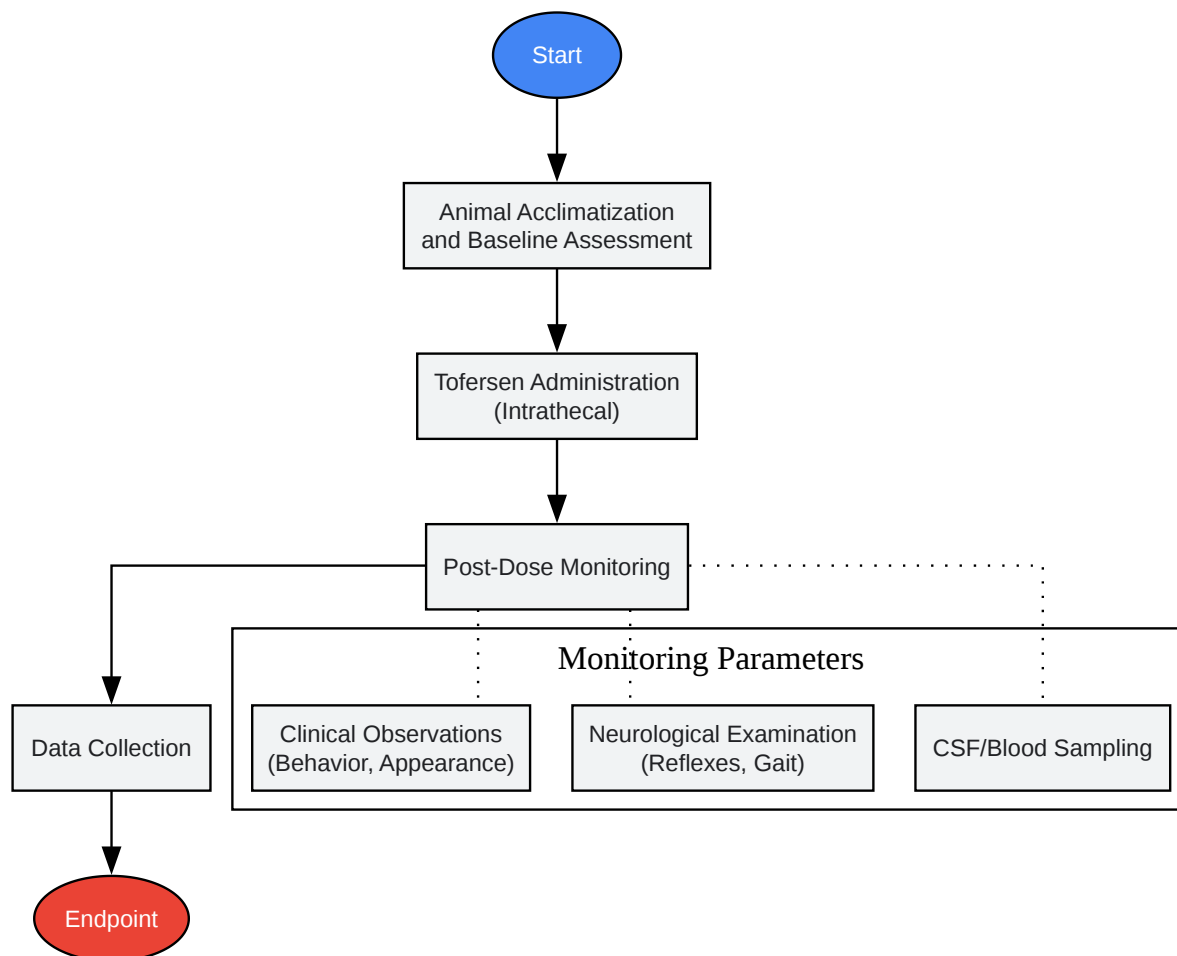 Start
Animal Acclimatization
and Baseline Assessment
Tofersen Administration
(Intrathecal)
Post-Dose Monitoring
Monitoring Parameters
Data Collection
Clinical Observations
(Behavior, Appearance)
Neurological Examination
(Reflexes, Gait)
CSF/Blood Sampling
Endpoint